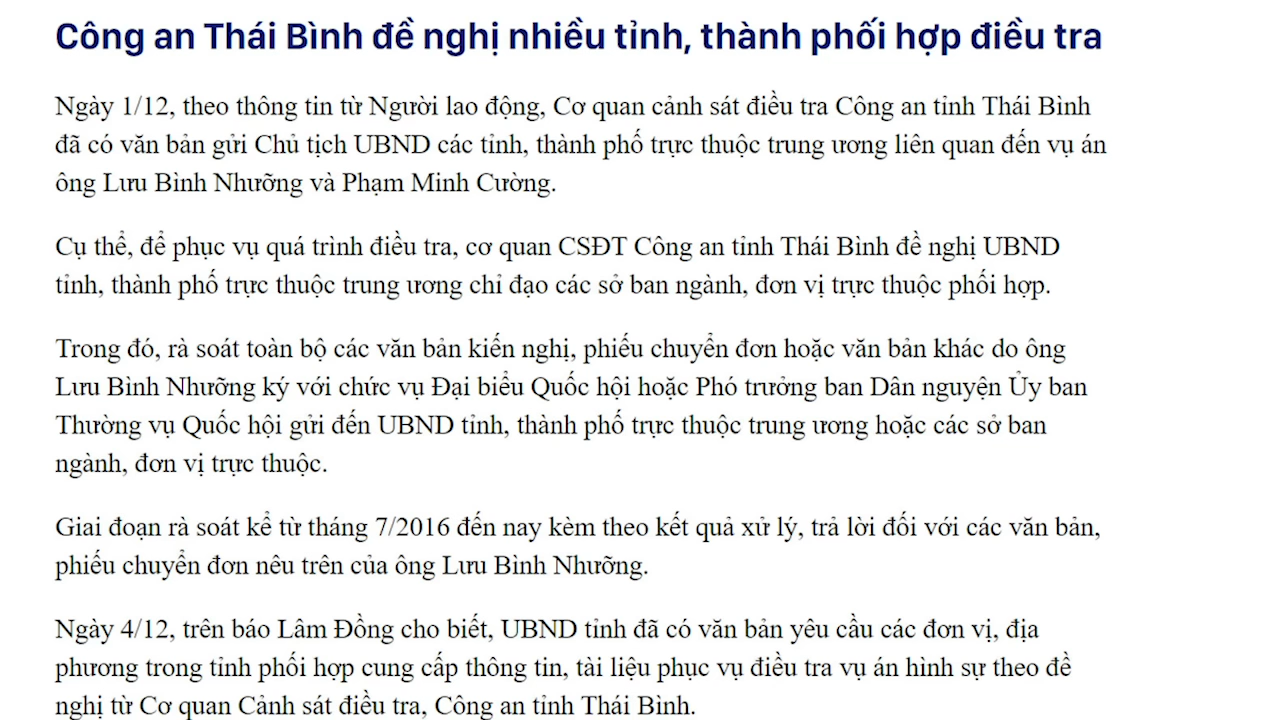 Công an Thái Bình đề nghị nhiều tỉnh, thành phối hợp điều tra
Ngày 1/12, theo thông tin từ Người lao động, Cơ quan cảnh sát điều tra Công an tỉnh Thái Bình
đã có văn bản gửi Chủ tịch UBND các tỉnh, thành phố trực thuộc trung ương liên quan đến vụ án
ông Lưu Bình Nhưỡng và Phạm Minh Cường.
Cụ thể, để phục vụ quá trình điều tra, cơ quan CSĐT Công an tỉnh Thái Bình đề nghị UBND
tỉnh, thành phố trực thuộc trung ương chỉ đạo các sở ban ngành, đơn vị trực thuộc phối hợp.
Trong đó, rà soát toàn bộ các văn bản kiến nghị, phiếu chuyển đơn hoặc văn bản khác do ông
Lưu Bình Nhưỡng ký với chức vụ Đại biểu Quốc hội hoặc Phó trưởng ban Dân nguyện Ủy ban
Thường vụ Quốc hội gửi đến UBND tỉnh, thành phố trực thuộc trung ương hoặc các sở ban
ngành, đơn vị trực thuộc.
Giai đoạn rà soát kể từ tháng 7/2016 đến nay kèm theo kết quả xử lý, trả lời đối với các văn bản,
phiếu chuyển đơn nêu trên của ông Lưu Bình Nhưỡng.
Ngày 4/12, trên báo Lâm Đồng cho biết, UBND tỉnh đã có văn bản yêu cầu các đơn vị, địa
phương trong tỉnh phối hợp cung cấp thông tin, tài liệu phục vụ điều tra vụ án hình sự theo đề
nghị từ Cơ quan Cảnh sát điều tra, Công an tỉnh Thái Bình.